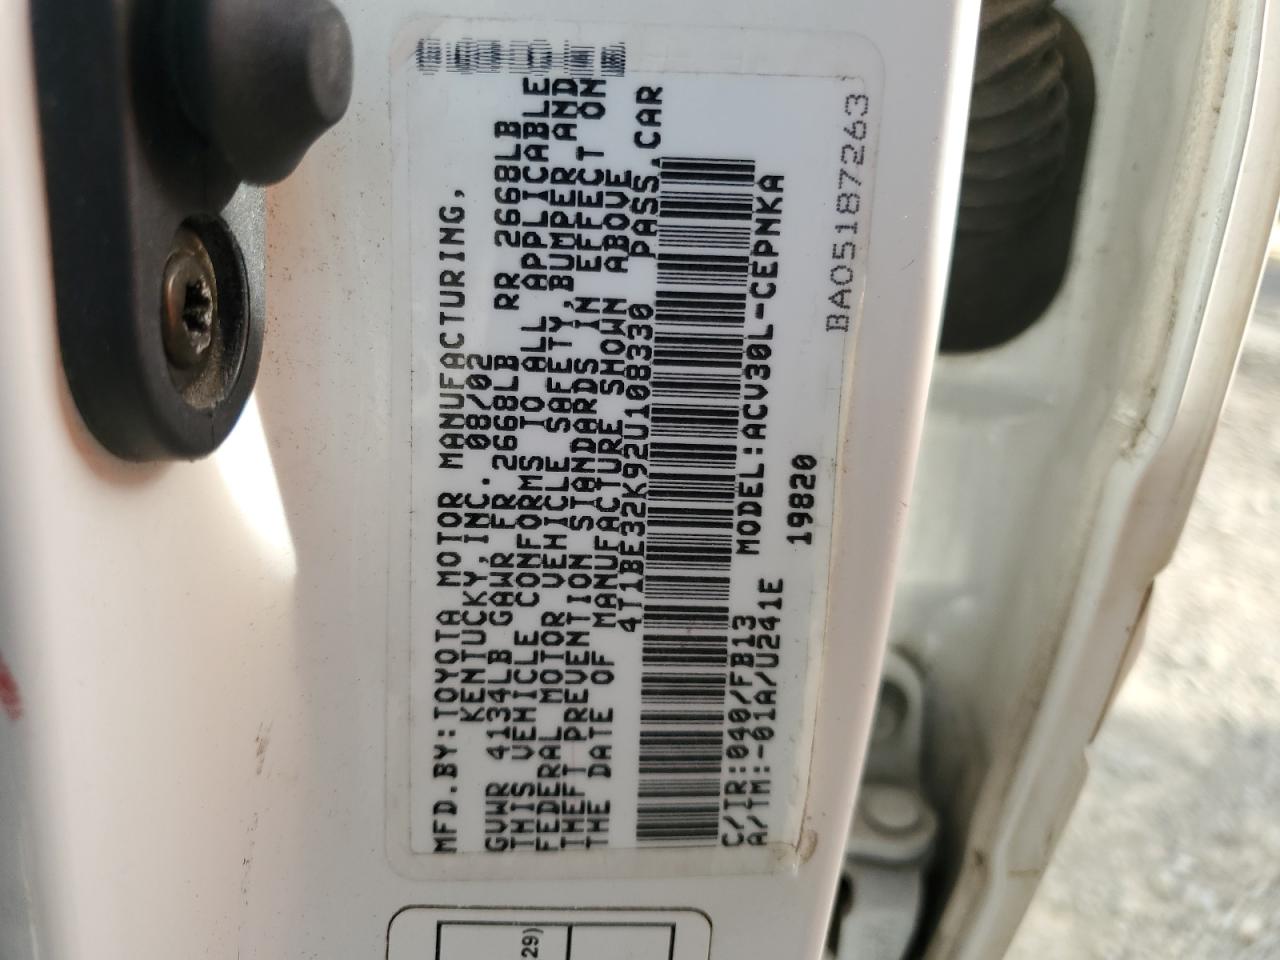 MFD.BY:TOYOTA MOTOR MANUFACTURING,
KENTUCKY,INC. 08/02
GVWR 4134LB GAWR FR 2668LB RR 2668LB
THIS VEHICLE CONFORMS TO ALL APPLICABLE
FEDERAL MOTOR VEHICLE SAFETY,BUMPER AND
THEFT PREVENTION STANDARDS IN EFFECT ON
THE DATE OF MANUFACTURE SHOWN ABOVE
4T1BE32K92U108330 PASS.CAR
C/TR:040/FB13 MODEL:ACV30L-CEPNKA
A/TM:-01A/U241E 19820
BA05187263
29)